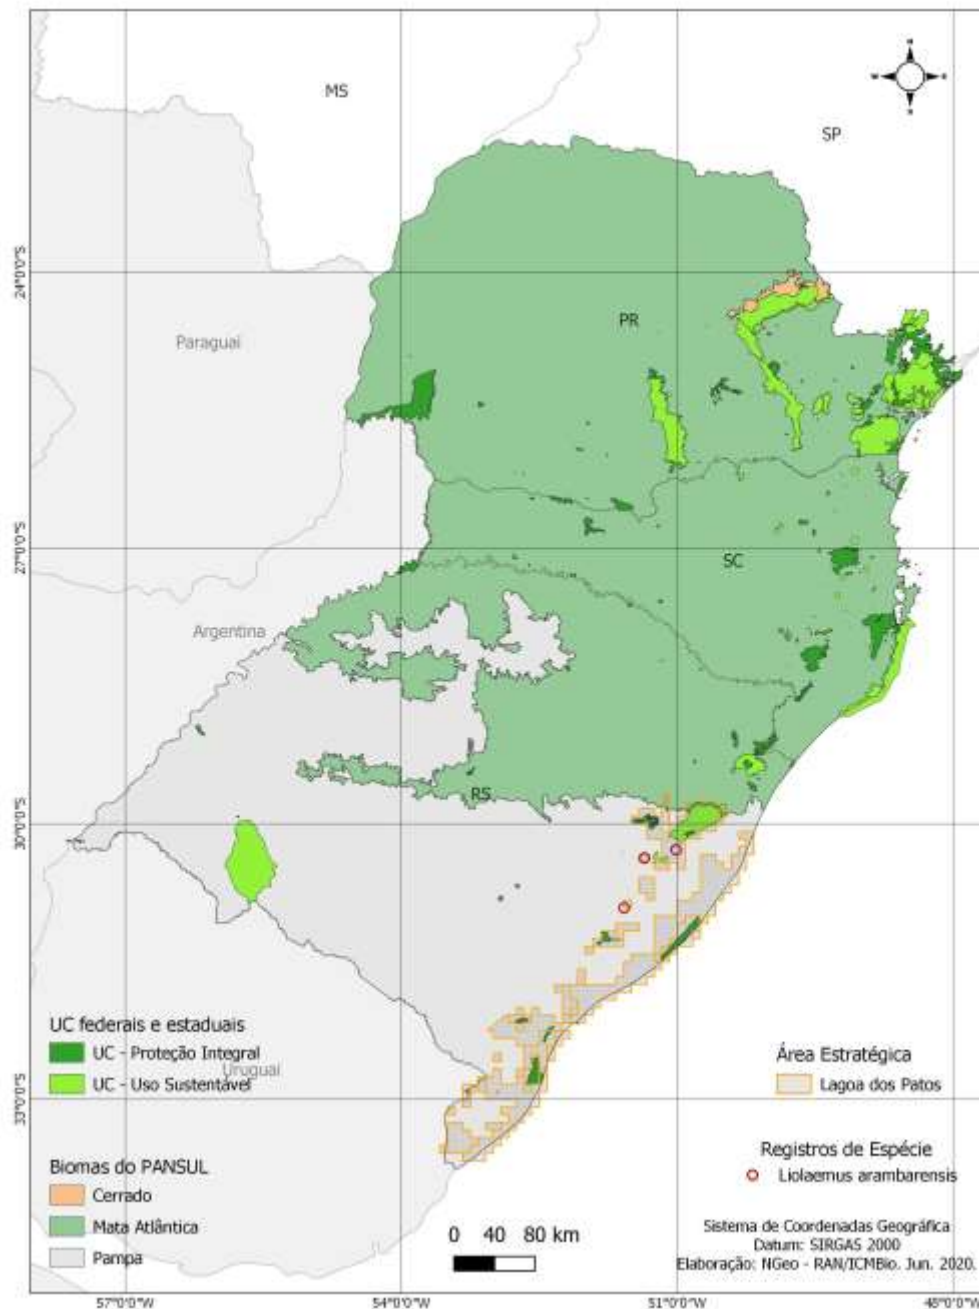 MS
SP
24°0'0"S
PR
Paraguai
27°0'0"S
SC
Argentina
RS
30°0'0"S
UC federais e estaduais
UC - Proteção Integral
UC - Uso Sustentável
Uruguai
Área Estratégica
Lagoa dos Patos
33°0'0"S
Registros de Espécie
Liolaemus arambarensis
Biomas do PANSUL
Cerrado
Mata Atlântica
Pampa
0 40 80 km
Sistema de Coordenadas Geográfica
Datum: SIRGAS 2000
Elaboração: NGeo - RAN/ICMBio. Jun. 2020.
57°0'0"W 54°0'0"W 51°0'0"W 48°0'0"W